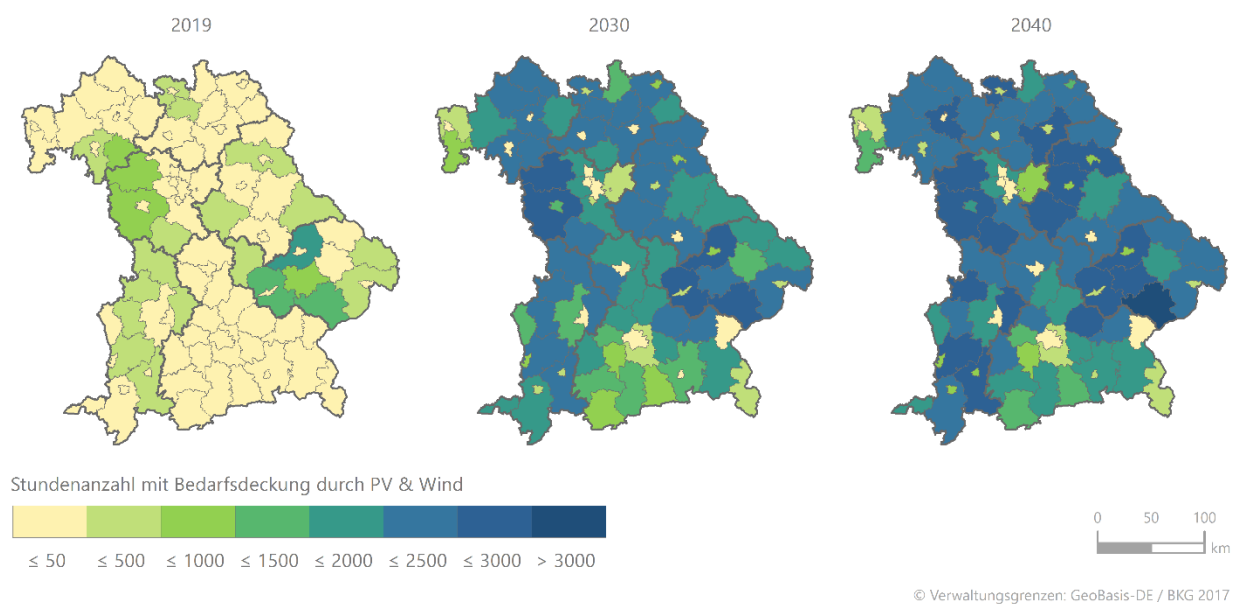 2019 2030 2040
Stundenanzahl mit Bedarfsdeckung durch PV & Wind
≤ 50 ≤ 500 ≤ 1000 ≤ 1500 ≤ 2000 ≤ 2500 ≤ 3000 > 3000
0 50 100
km
© Verwaltungsgrenzen: GeoBasis-DE / BKG 2017